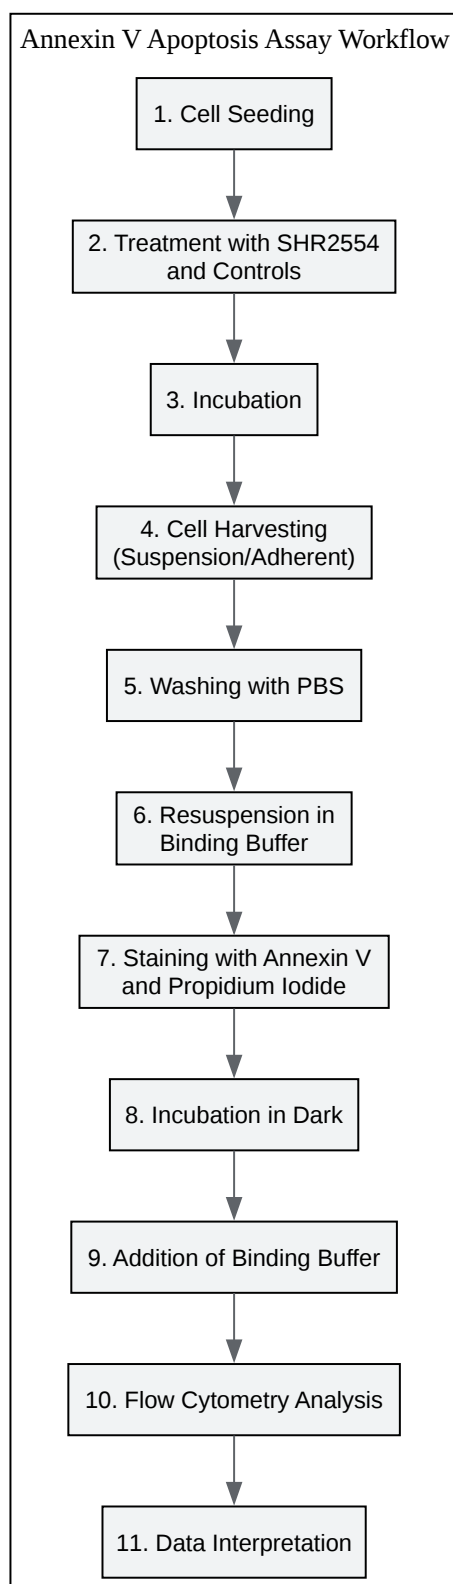 Annexin V Apoptosis Assay Workflow
1. Cell Seeding
2. Treatment with SHR2554
and Controls
3. Incubation
4. Cell Harvesting
(Suspension/Adherent)
5. Washing with PBS
6. Resuspension in
Binding Buffer
7. Staining with Annexin V
and Propidium Iodide
8. Incubation in Dark
9. Addition of Binding Buffer
10. Flow Cytometry Analysis
11. Data Interpretation